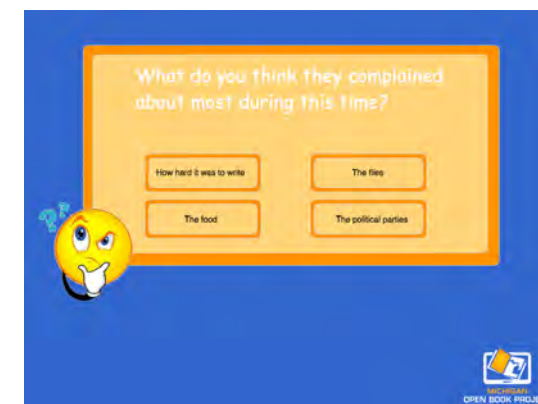 What do you think they complained
about most during this time?
How hard it was to write
The flies
The food
The political parties
??
MICHIGAN
OPEN BOOK PROJE